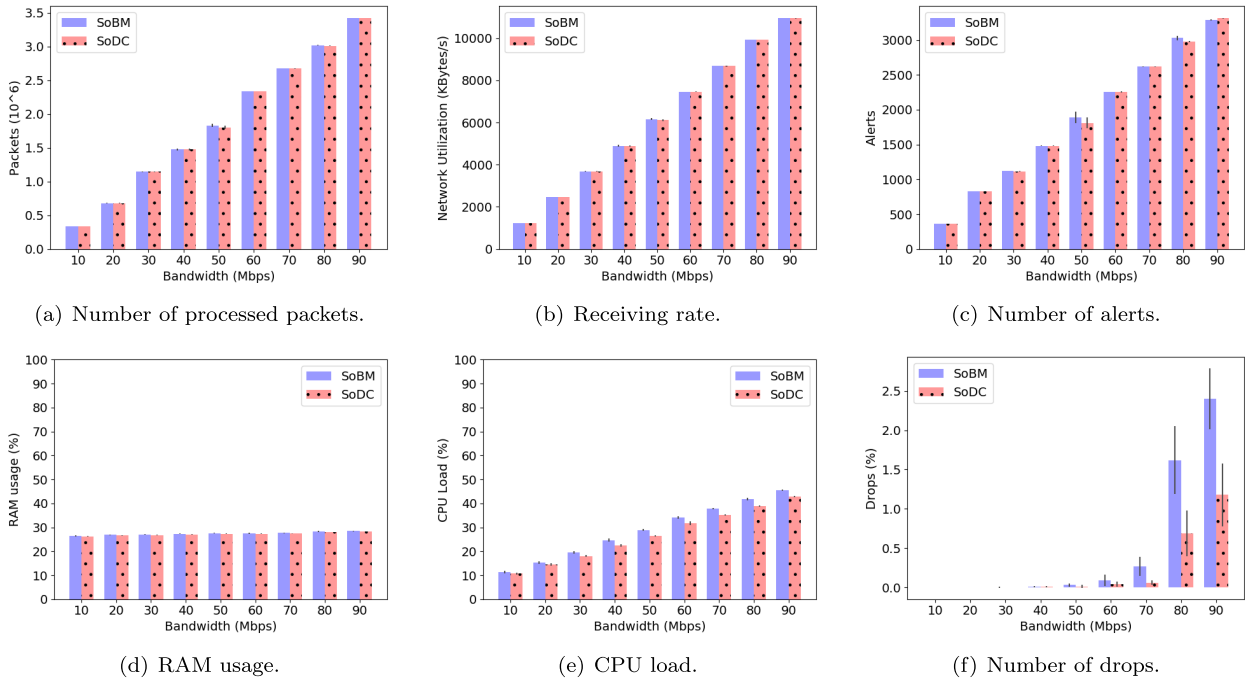 3.5
3.0
2.5
2.0
1.5
1.0
0.5
0.0
Packets (10^6)
SoBM
SoDC
10 20 30 40 50 60 70 80 90
Bandwidth (Mbps)
(a) Number of processed packets.
10000
8000
6000
4000
2000
0
Network Utilization (KBytes/s)
SoBM
SoDC
10 20 30 40 50 60 70 80 90
Bandwidth (Mbps)
(b) Receiving rate.
3000
2500
2000
1500
1000
500
0
Alerts
SoBM
SoDC
10 20 30 40 50 60 70 80 90
Bandwidth (Mbps)
(c) Number of alerts.
100
90
80
70
60
50
40
30
20
10
0
RAM usage (%)
SoBM
SoDC
10 20 30 40 50 60 70 80 90
Bandwidth (Mbps)
(d) RAM usage.
100
90
80
70
60
50
40
30
20
10
0
CPU Load (%)
SoBM
SoDC
10 20 30 40 50 60 70 80 90
Bandwidth (Mbps)
(e) CPU load.
2.5
2.0
1.5
1.0
0.5
0.0
Drops (%)
SoBM
SoDC
10 20 30 40 50 60 70 80 90
Bandwidth (Mbps)
(f) Number of drops.